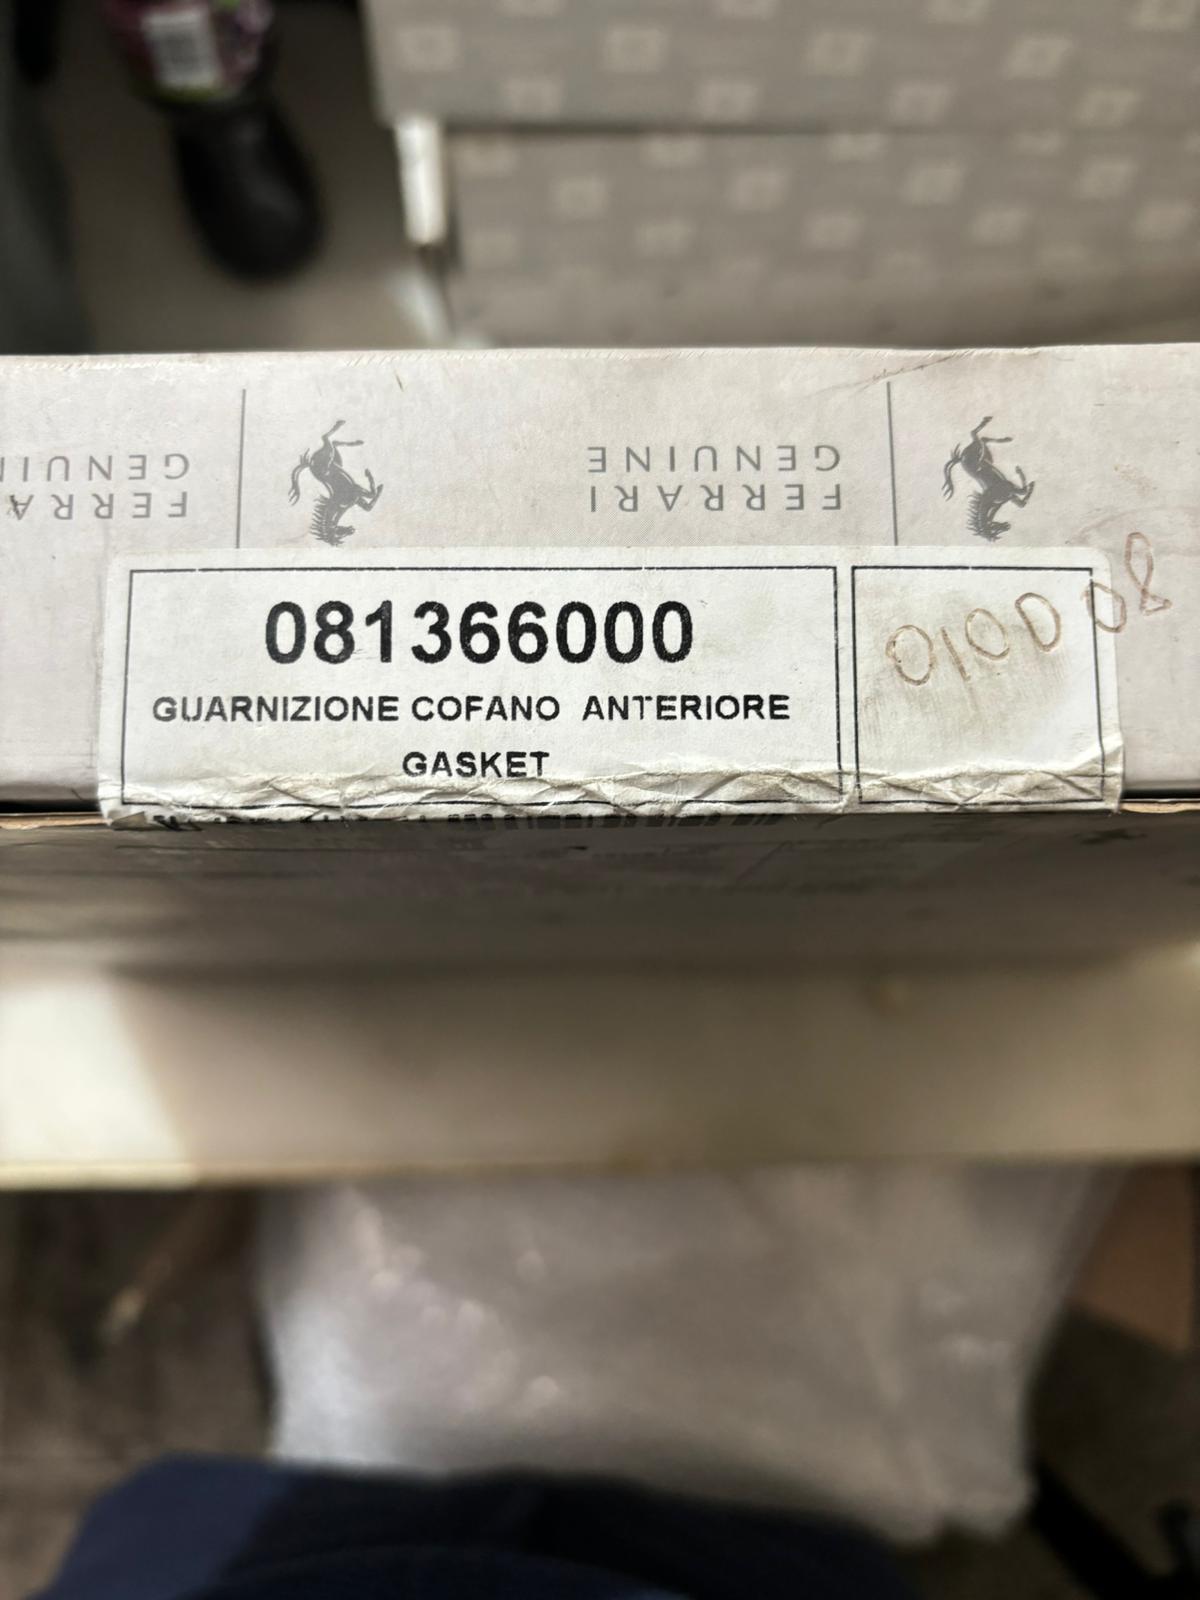 FERRARI
GENUINE
FERRARI
GENUINE
081366000
GUARNIZIONE COFANO ANTERIORE
GASKET